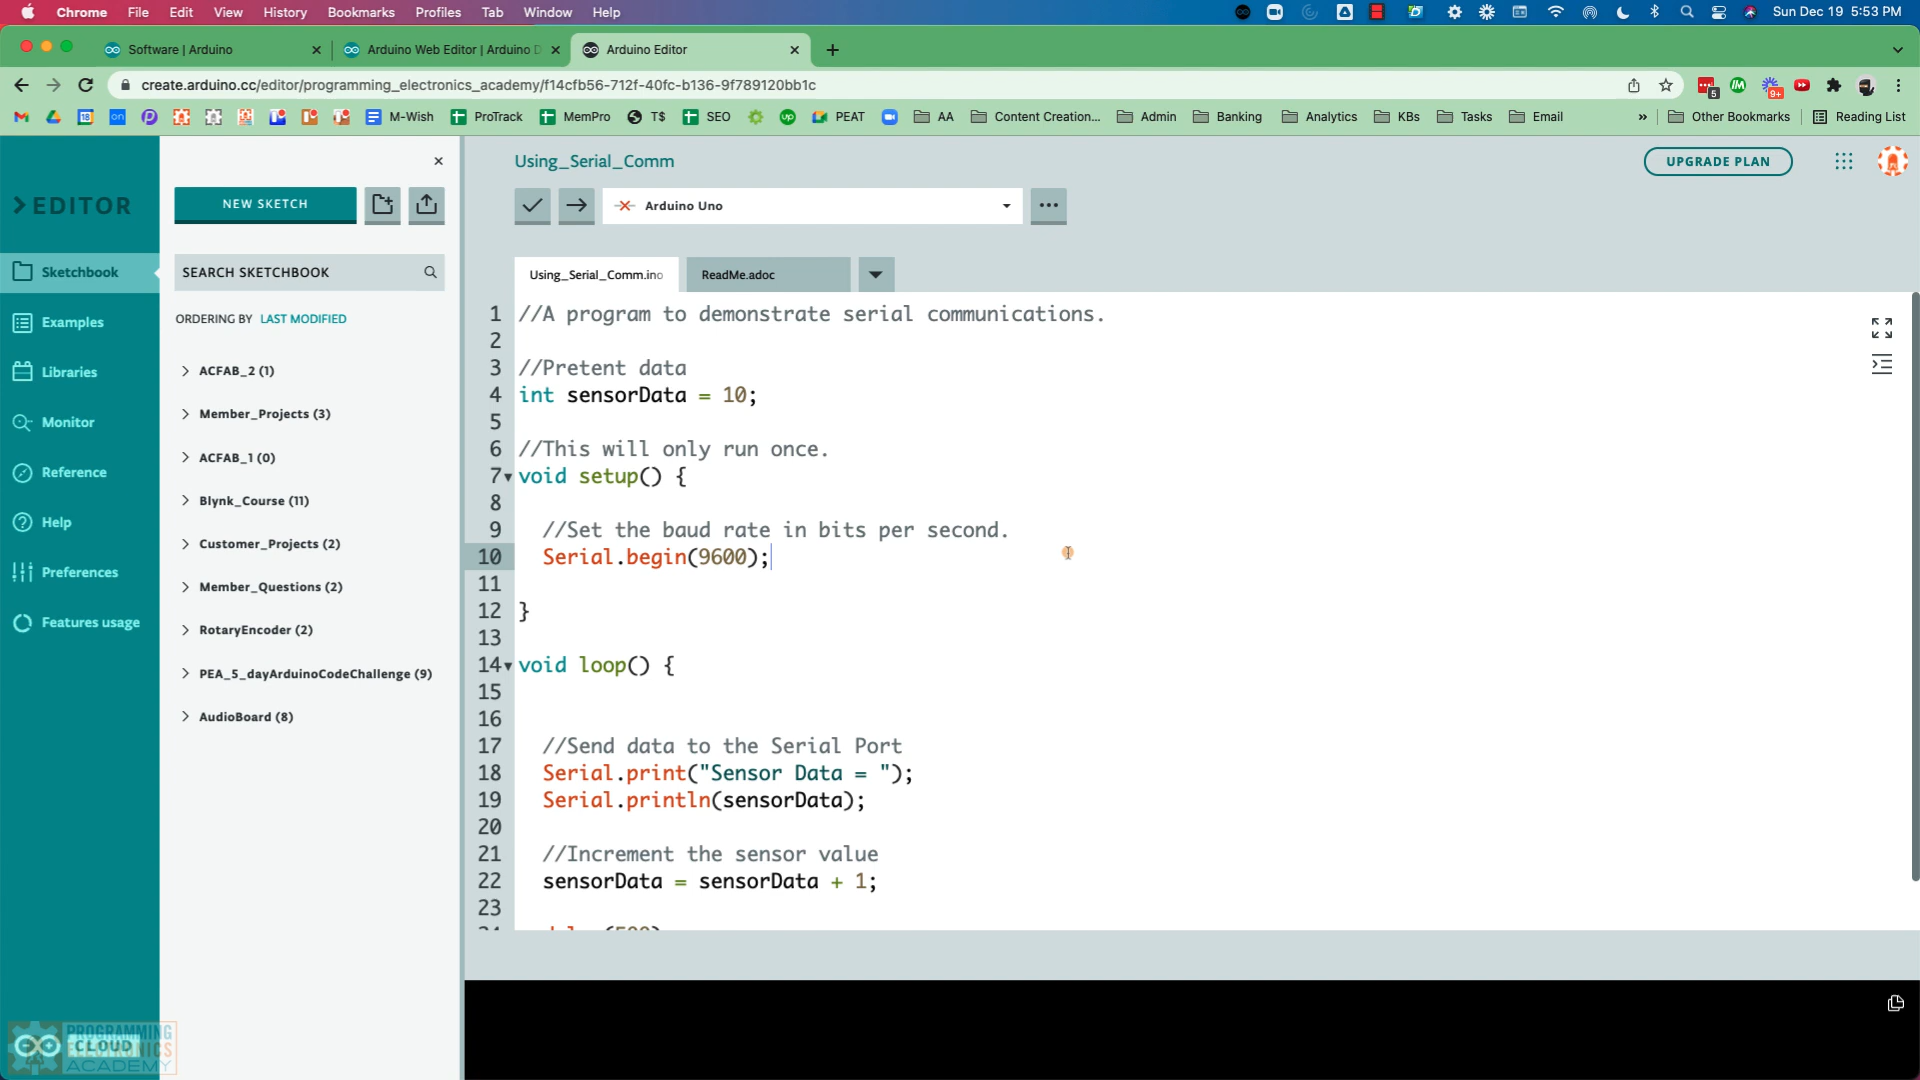 Chrome File Edit View History Bookmarks Profiles Tab Window Help Sun Dec 19 5:53 PM
Software | Arduino Arduino Web Editor | Arduino D Arduino Editor
create.arduino.cc/editor/programming_electronics_academy/f14cfb56-712f-40fc-b136-9f789120bb1c 5 9+
18 on M-Wish ProTrack MemPro T$ SEO up PEAT AA Content Creation... Admin Banking Analytics KBs Tasks Email » Other Bookmarks Reading List
EDITOR
Sketchbook
Examples
Libraries
Monitor
Reference
Help
Preferences
Features usage
PROGRAMMING
CLOUD
ELECTRONICS
ACADEMY
NEW SKETCH
SEARCH SKETCHBOOK
ORDERING BY LAST MODIFIED
ACFAB_2 (1)
Member_Projects (3)
ACFAB_1 (0)
Blynk_Course (11)
Customer_Projects (2)
Member_Questions (2)
RotaryEncoder (2)
PEA_5_dayArduinoCodeChallenge (9)
AudioBoard (8)
Using_Serial_Comm
UPGRADE PLAN
Arduino Uno
Using_Serial_Comm.ino ReadMe.adoc
1 //A program to demonstrate serial communications.
2
3 //Pretent data
4 int sensorData = 10;
5
6 //This will only run once.
7 void setup() {
8
9 //Set the baud rate in bits per second.
10 Serial.begin(9600);
11
12 }
13
14 void loop() {
15
16
17 //Send data to the Serial Port
18 Serial.print("Sensor Data = ");
19 Serial.println(sensorData);
20
21 //Increment the sensor value
22 sensorData = sensorData + 1;
23